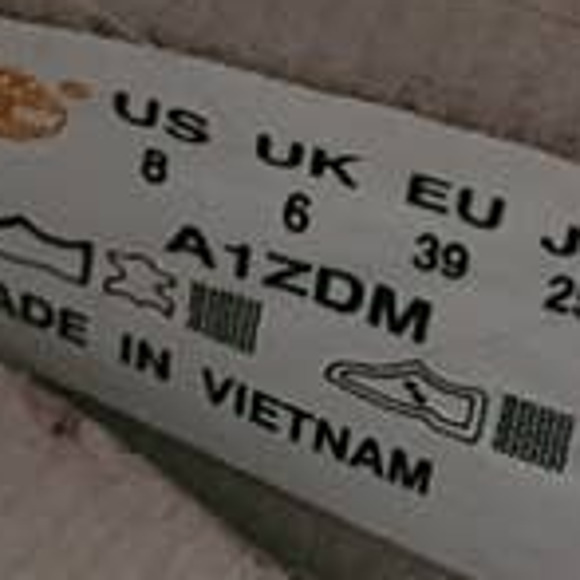 US UK EU J
8 6 39
A1ZDM
ADE IN VIETNAM